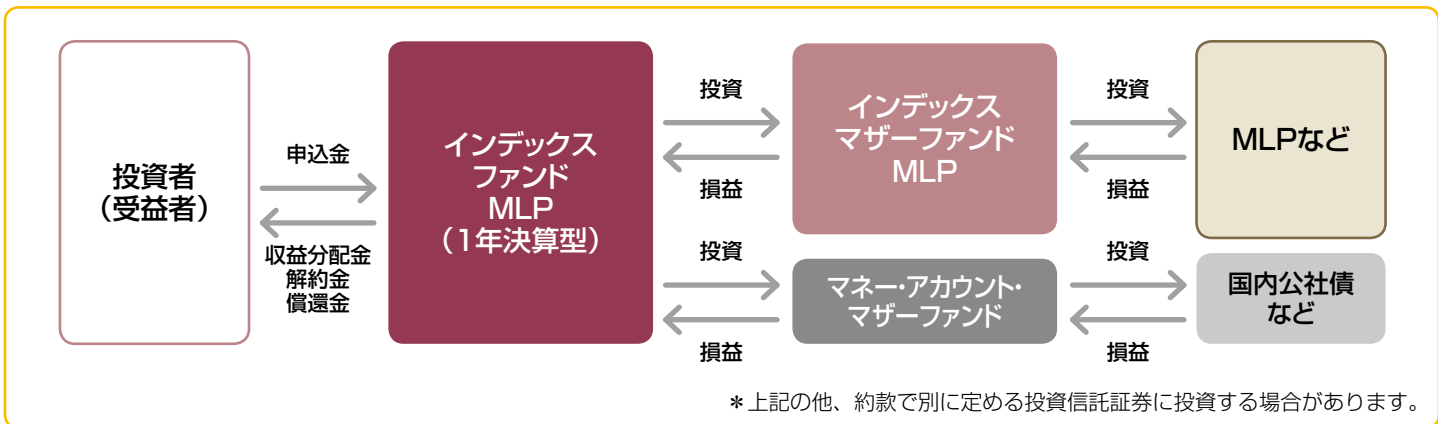 投資者
（受益者）
申込金
収益分配金
解約金
償還金
インデックス
ファンド
MLP
（1年決算型）
投資
損益
投資
損益
インデックス
マザーファンド
MLP
マネー・アカウント・
マザーファンド
投資
損益
投資
損益
MLPなど
国内公社債
など
＊上記の他、約款で別に定める投資信託証券に投資する場合があります。